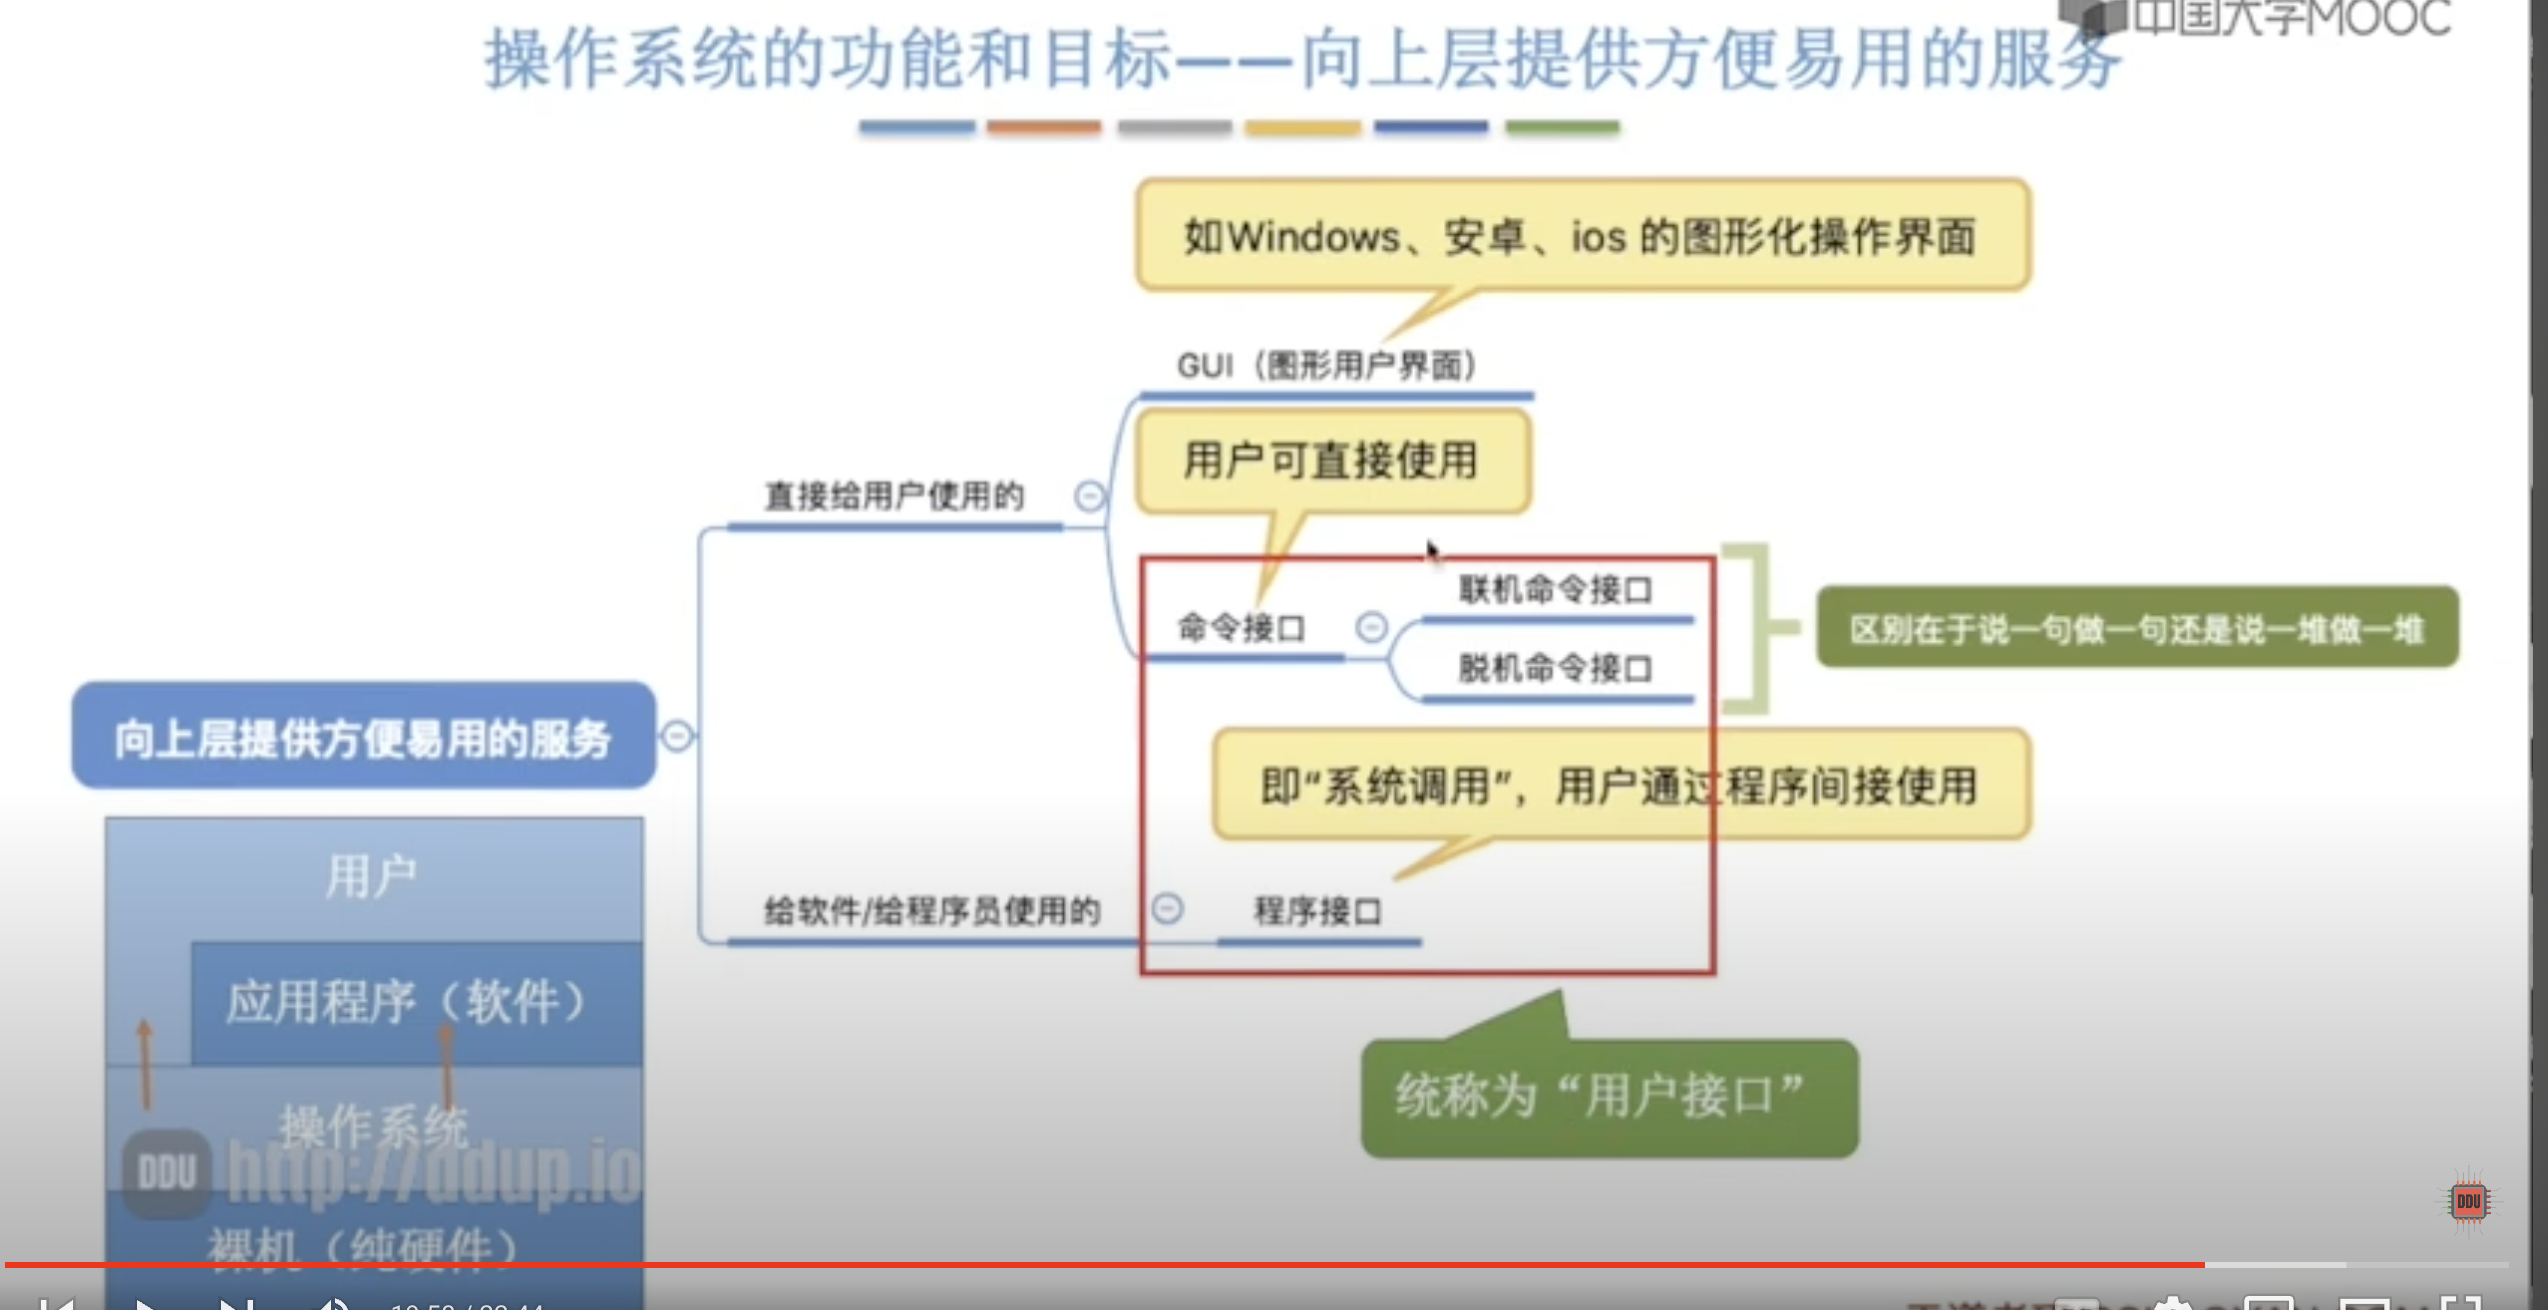 中国大学MOOC
操作系统的功能和目标——向上层提供方便易用的服务
如Windows、安卓、ios 的图形化操作界面
GUI（图形用户界面）
用户可直接使用
直接给用户使用的
联机命令接口
命令接口
区别在于说一句做一句还是说一堆做一堆
脱机命令接口
向上层提供方便易用的服务
即“系统调用”，用户通过程序间接使用
用户
给软件/给程序员使用的
程序接口
应用程序（软件）
统称为“用户接口”
操作系统
DDU http://ddup.io
DDU
裸机（纯硬件）